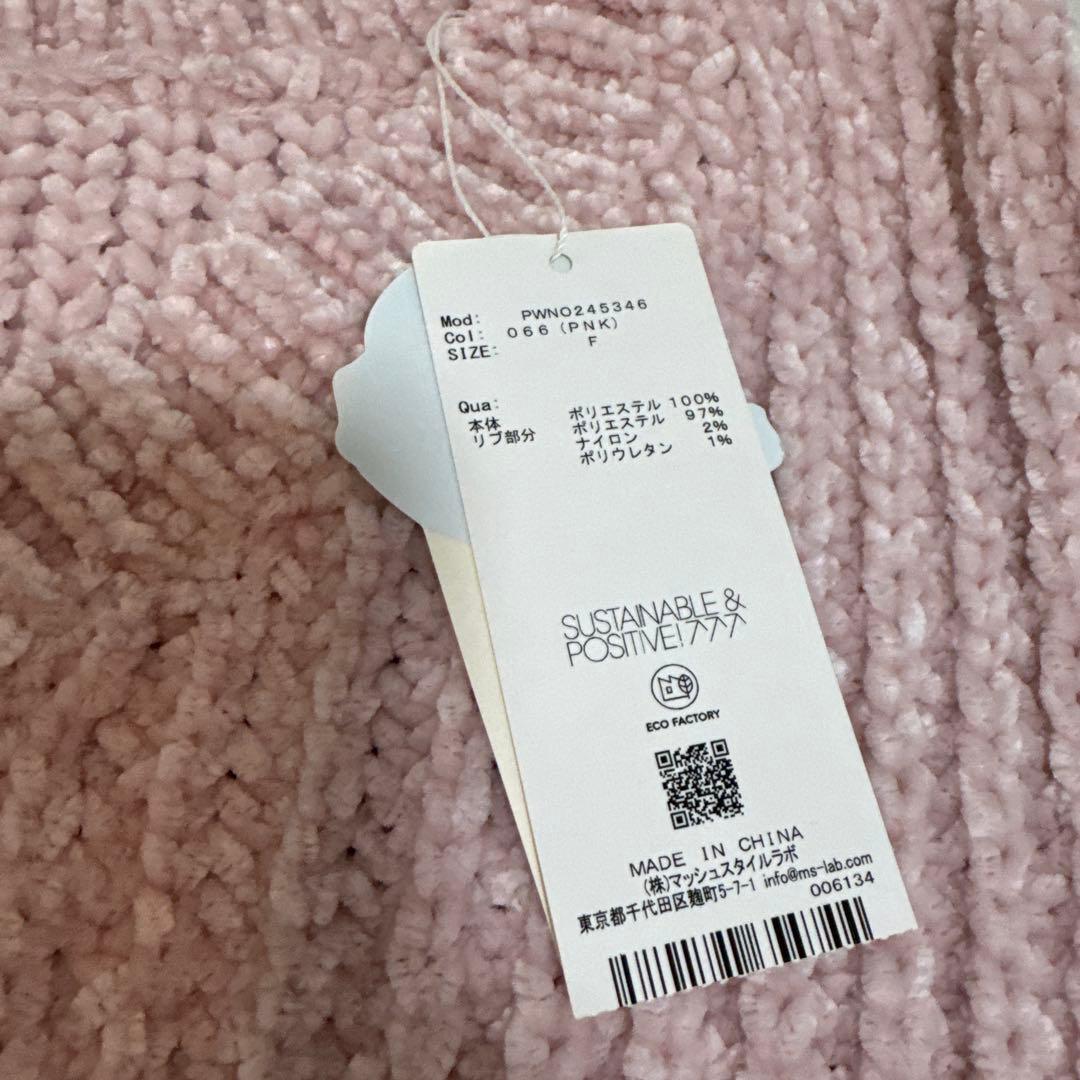 Mod: PWNO245346
Col: 066(PNK)
SIZE: F
Qua:
本体 ポリエステル 100%
リブ部分 ポリエステル 97%
ナイロン 2%
ポリウレタン 1%
SUSTAINABLE &
POSITIVE!
ECO FACTORY
MADE IN CHINA
(株)マッシュスタイルラボ
東京都千代田区麹町5-7-1 info@ms-lab.com
006134